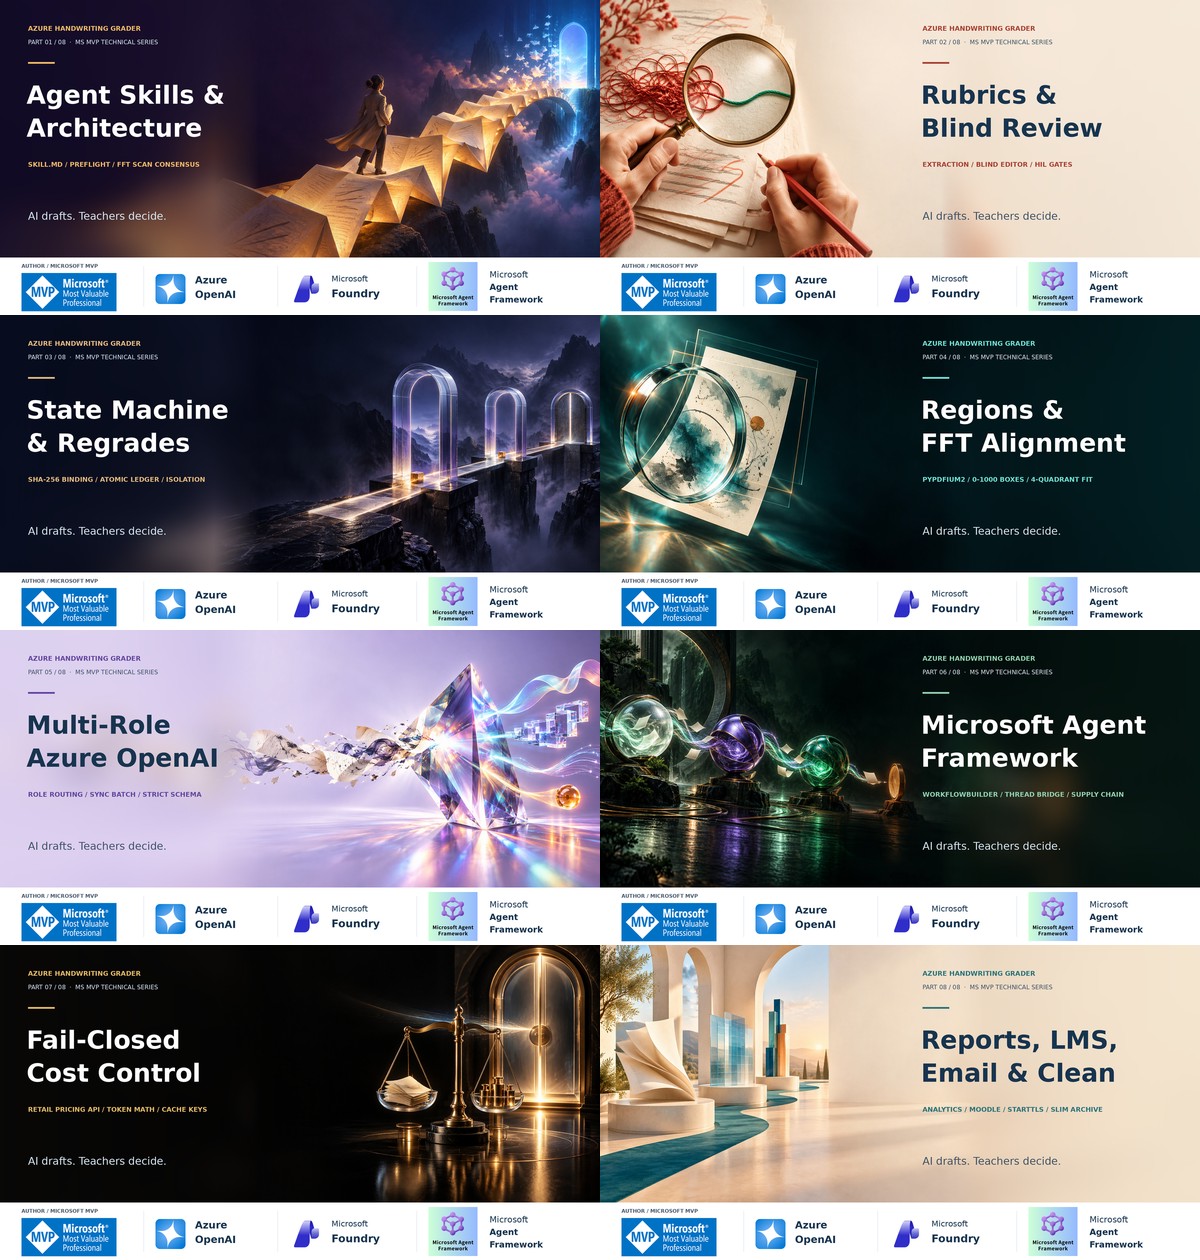 AZURE HANDWRITING GRADER
PART 01 / 08 · MS MVP TECHNICAL SERIES
Agent Skills &
Architecture
SKILL.MD / PREFLIGHT / FFT SCAN CONSENSUS
AI drafts. Teachers decide.
AUTHOR / MICROSOFT MVP
MVP
Microsoft®
Most Valuable
Professional
Azure
OpenAI
Microsoft
Foundry
Microsoft Agent
Framework
Microsoft
Agent
Framework
AZURE HANDWRITING GRADER
PART 02 / 08 · MS MVP TECHNICAL SERIES
Rubrics &
Blind Review
EXTRACTION / BLIND EDITOR / HIL GATES
AI drafts. Teachers decide.
AUTHOR / MICROSOFT MVP
MVP
Microsoft®
Most Valuable
Professional
Azure
OpenAI
Microsoft
Foundry
Microsoft Agent
Framework
Microsoft
Agent
Framework
AZURE HANDWRITING GRADER
PART 03 / 08 · MS MVP TECHNICAL SERIES
State Machine
& Regrades
SHA-256 BINDING / ATOMIC LEDGER / ISOLATION
AI drafts. Teachers decide.
AUTHOR / MICROSOFT MVP
MVP
Microsoft®
Most Valuable
Professional
Azure
OpenAI
Microsoft
Foundry
Microsoft Agent
Framework
Microsoft
Agent
Framework
AZURE HANDWRITING GRADER
PART 04 / 08 · MS MVP TECHNICAL SERIES
Regions &
FFT Alignment
PYPDFIUM2 / 0-1000 BOXES / 4-QUADRANT FIT
AI drafts. Teachers decide.
AUTHOR / MICROSOFT MVP
MVP
Microsoft®
Most Valuable
Professional
Azure
OpenAI
Microsoft
Foundry
Microsoft Agent
Framework
Microsoft
Agent
Framework
AZURE HANDWRITING GRADER
PART 05 / 08 · MS MVP TECHNICAL SERIES
Multi-Role
Azure OpenAI
ROLE ROUTING / SYNC BATCH / STRICT SCHEMA
AI drafts. Teachers decide.
AUTHOR / MICROSOFT MVP
MVP
Microsoft®
Most Valuable
Professional
Azure
OpenAI
Microsoft
Foundry
Microsoft Agent
Framework
Microsoft
Agent
Framework
AZURE HANDWRITING GRADER
PART 06 / 08 · MS MVP TECHNICAL SERIES
Microsoft Agent
Framework
WORKFLOWBUILDER / THREAD BRIDGE / SUPPLY CHAIN
AI drafts. Teachers decide.
AUTHOR / MICROSOFT MVP
MVP
Microsoft®
Most Valuable
Professional
Azure
OpenAI
Microsoft
Foundry
Microsoft Agent
Framework
Microsoft
Agent
Framework
AZURE HANDWRITING GRADER
PART 07 / 08 · MS MVP TECHNICAL SERIES
Fail-Closed
Cost Control
RETAIL PRICING API / TOKEN MATH / CACHE KEYS
AI drafts. Teachers decide.
AUTHOR / MICROSOFT MVP
MVP
Microsoft®
Most Valuable
Professional
Azure
OpenAI
Microsoft
Foundry
Microsoft Agent
Framework
Microsoft
Agent
Framework
AZURE HANDWRITING GRADER
PART 08 / 08 · MS MVP TECHNICAL SERIES
Reports, LMS,
Email & Clean
ANALYTICS / MOODLE / STARTTLS / SLIM ARCHIVE
AI drafts. Teachers decide.
AUTHOR / MICROSOFT MVP
MVP
Microsoft®
Most Valuable
Professional
Azure
OpenAI
Microsoft
Foundry
Microsoft Agent
Framework
Microsoft
Agent
Framework